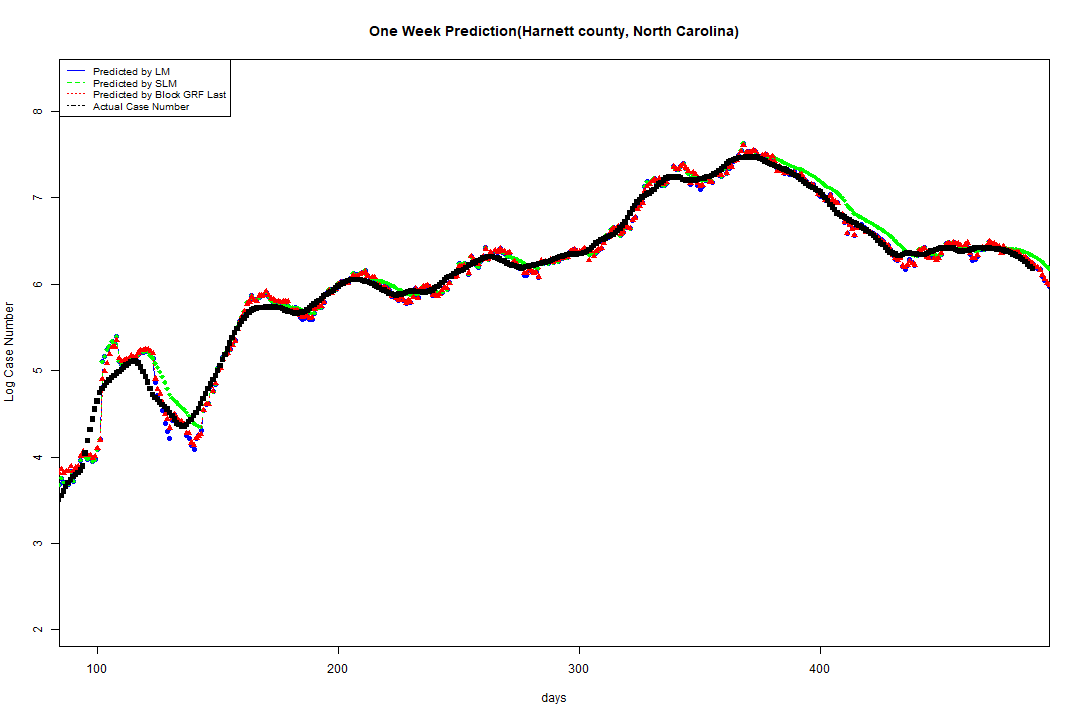 One Week Prediction(Harnett county, North Carolina)
Predicted by LM
Predicted by SLM
Predicted by Block GRF Last
Actual Case Number
8
7
6
5
4
3
2
Log Case Number
100 200 300 400
days